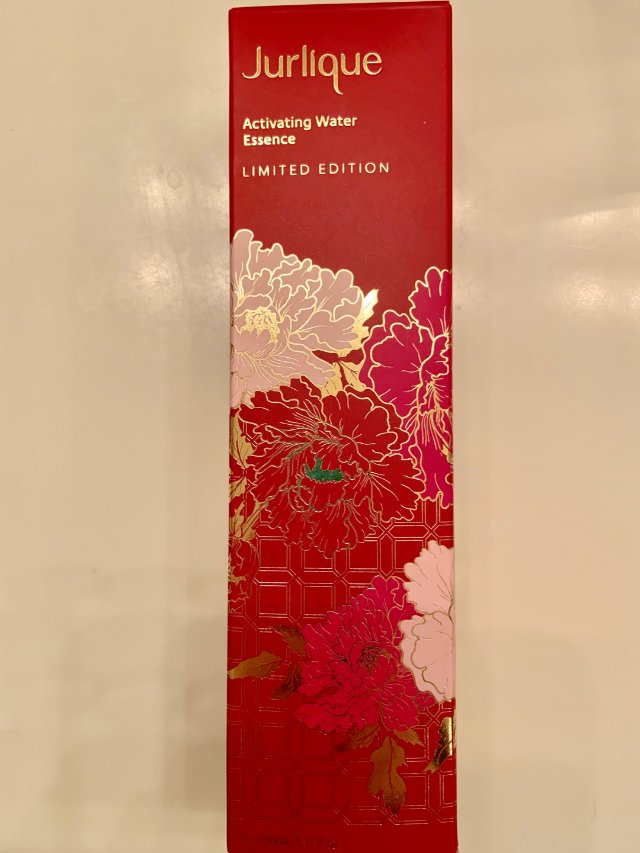 Jurlique
Activating Water
Essence
LIMITED EDITION